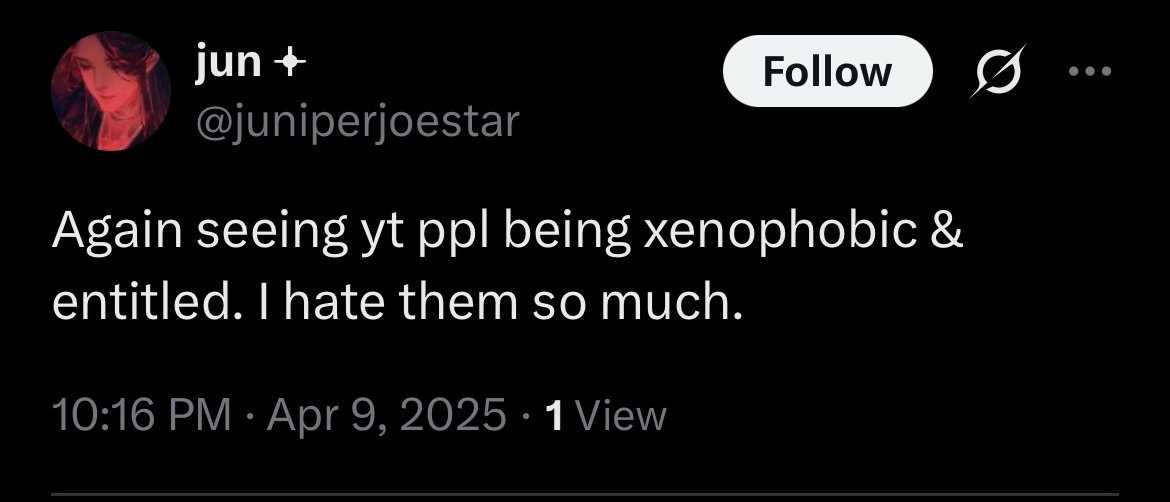 jun ✦
Follow
@juniperjoestar
Again seeing yt ppl being xenophobic &
entitled. I hate them so much.
10:16 PM · Apr 9, 2025 · 1 View